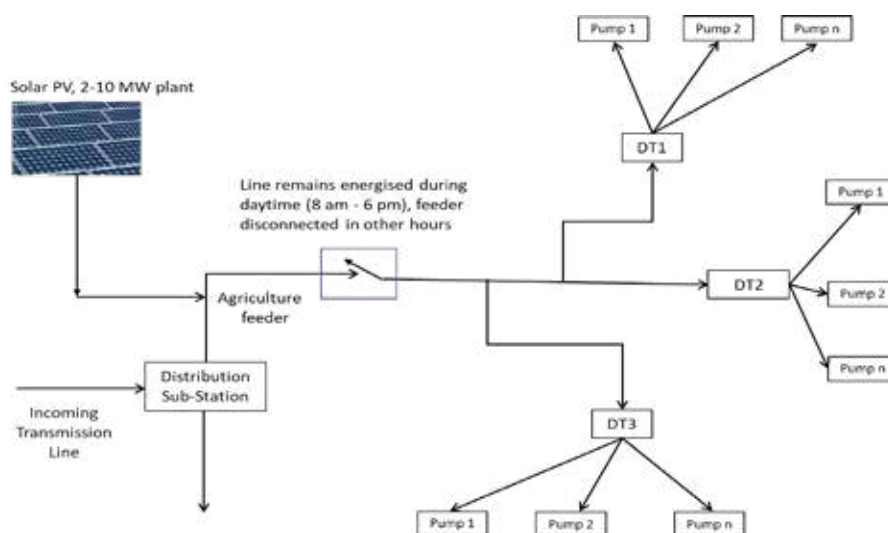 Pump 1
Pump 2
Pump n
Solar PV, 2-10 MW plant
DT1
Line remains energised during
daytime (8 am - 6 pm), feeder
disconnected in other hours
Pump 1
Agriculture
feeder
DT2
Pump 2
Distribution
Sub-Station
Pump n
Incoming
Transmission
Line
DT3
Pump 1
Pump 2
Pump n